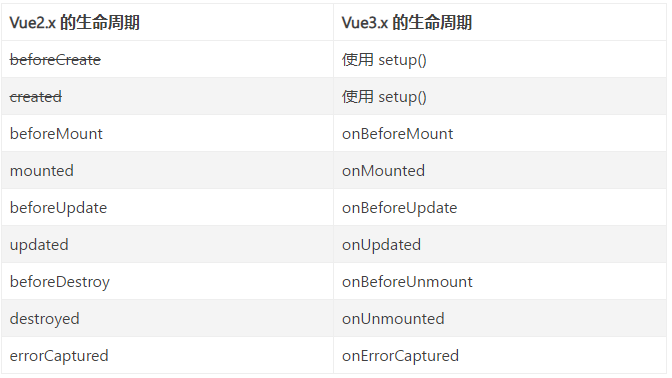 Vue2.x 的生命周期 Vue3.x 的生命周期
beforeCreate 使用 setup()
created 使用 setup()
beforeMount onBeforeMount
mounted onMounted
beforeUpdate onBeforeUpdate
updated onUpdated
beforeDestroy onBeforeUnmount
destroyed onUnmounted
errorCaptured onErrorCaptured